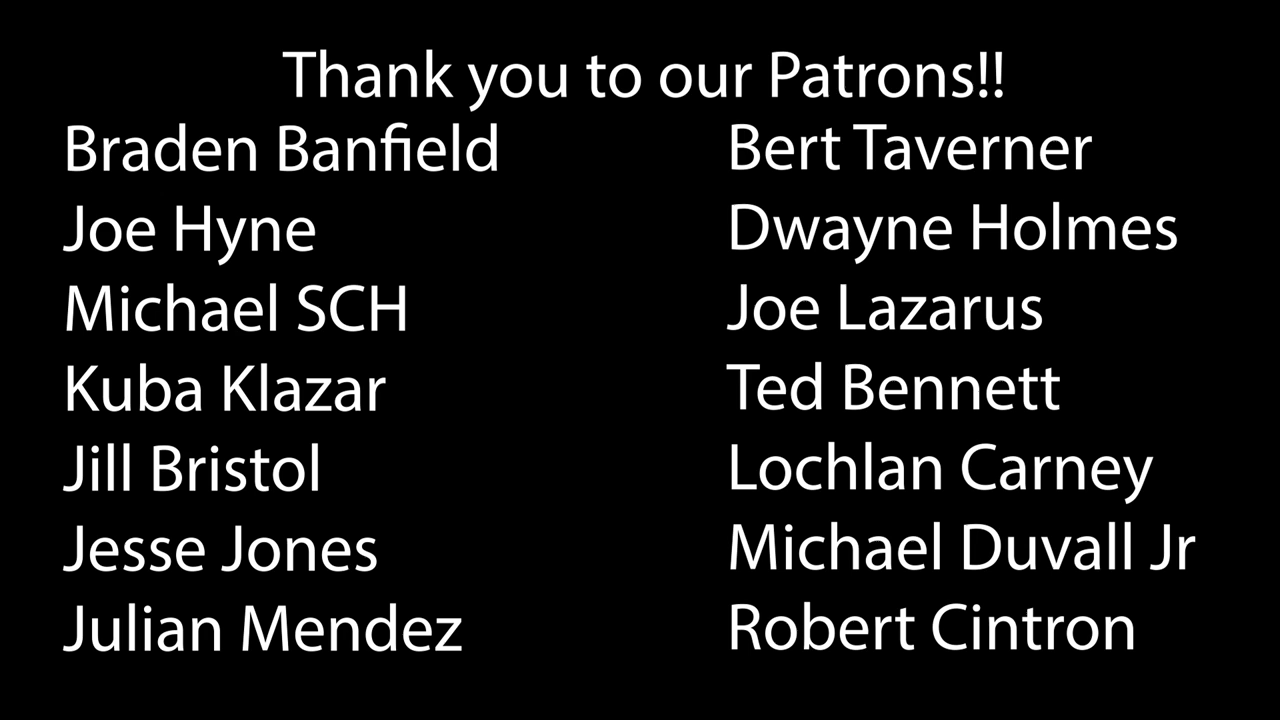 Thank you to our Patrons!!
Braden Banfield
Joe Hyne
Michael SCH
Kuba Klazar
Jill Bristol
Jesse Jones
Julian Mendez
Bert Taverner
Dwayne Holmes
Joe Lazarus
Ted Bennett
Lochlan Carney
Michael Duvall Jr
Robert Cintron